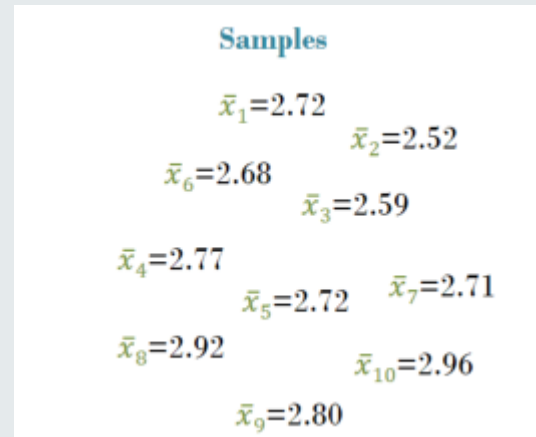 Samples
x̄₁=2.72
x̄₂=2.52
x̄₆=2.68
x̄₃=2.59
x̄₄=2.77
x̄₇=2.71
x̄₅=2.72
x̄₈=2.92
x̄₁₀=2.96
x̄₉=2.80